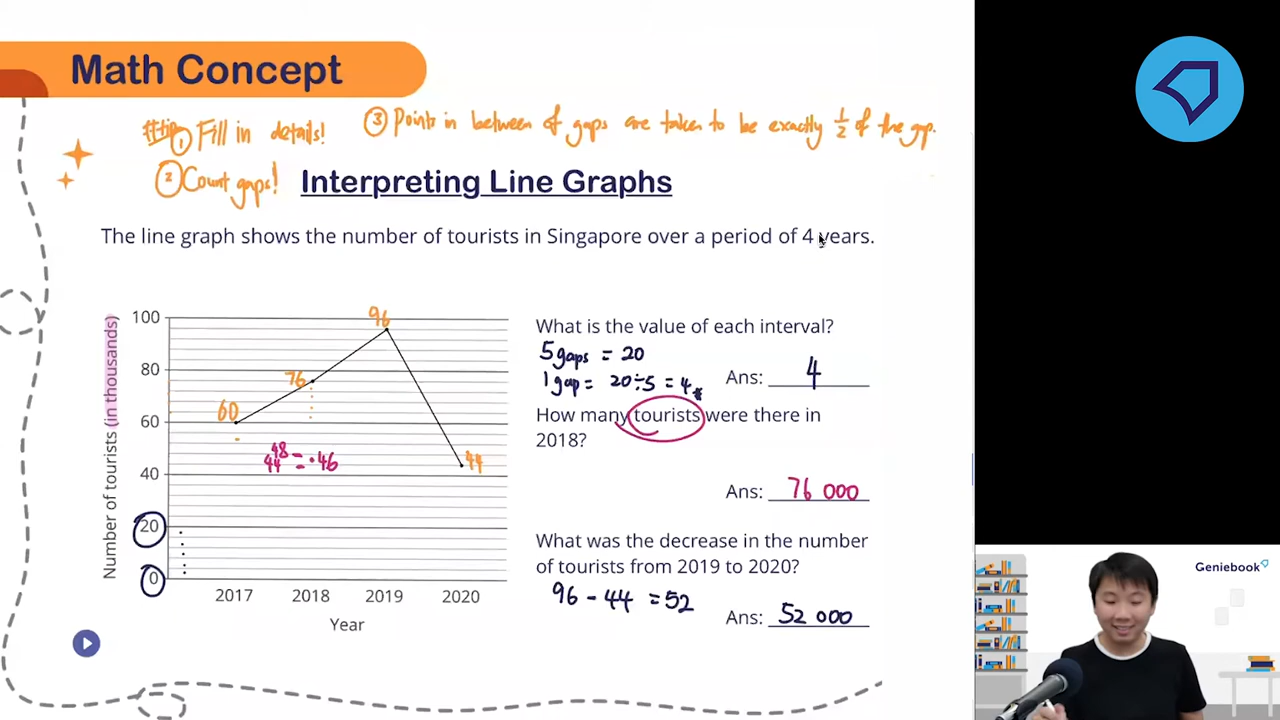 Math Concept
#tip
① Fill in details!
③ Points in between of gaps are taken to be exactly 1/2 of the gap.
② Count gaps!
Interpreting Line Graphs
The line graph shows the number of tourists in Singapore over a period of 4 years.
Number of tourists (in thousands)
100
80
60
40
20
0
96
76
60
48
44 = 46
44
2017 2018 2019 2020
Year
What is the value of each interval?
5 gaps = 20
1 gap = 20÷5 = 4
Ans: 4
How many tourists were there in
2018?
Ans: 76 000
What was the decrease in the number
of tourists from 2019 to 2020?
96 - 44 = 52
Ans: 52 000
Geniebook